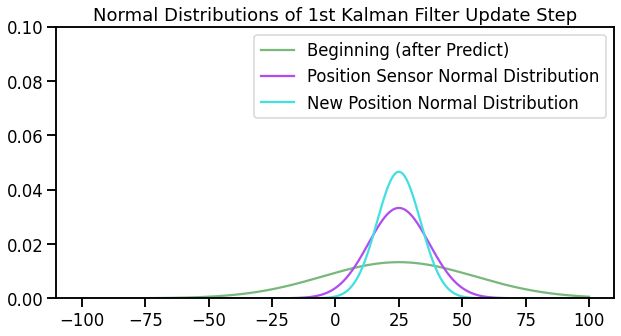 Normal Distributions of 1st Kalman Filter Update Step
0.10
0.08
0.06
0.04
0.02
0.00
Beginning (after Predict)
Position Sensor Normal Distribution
New Position Normal Distribution
−100 −75 −50 −25 0 25 50 75 100